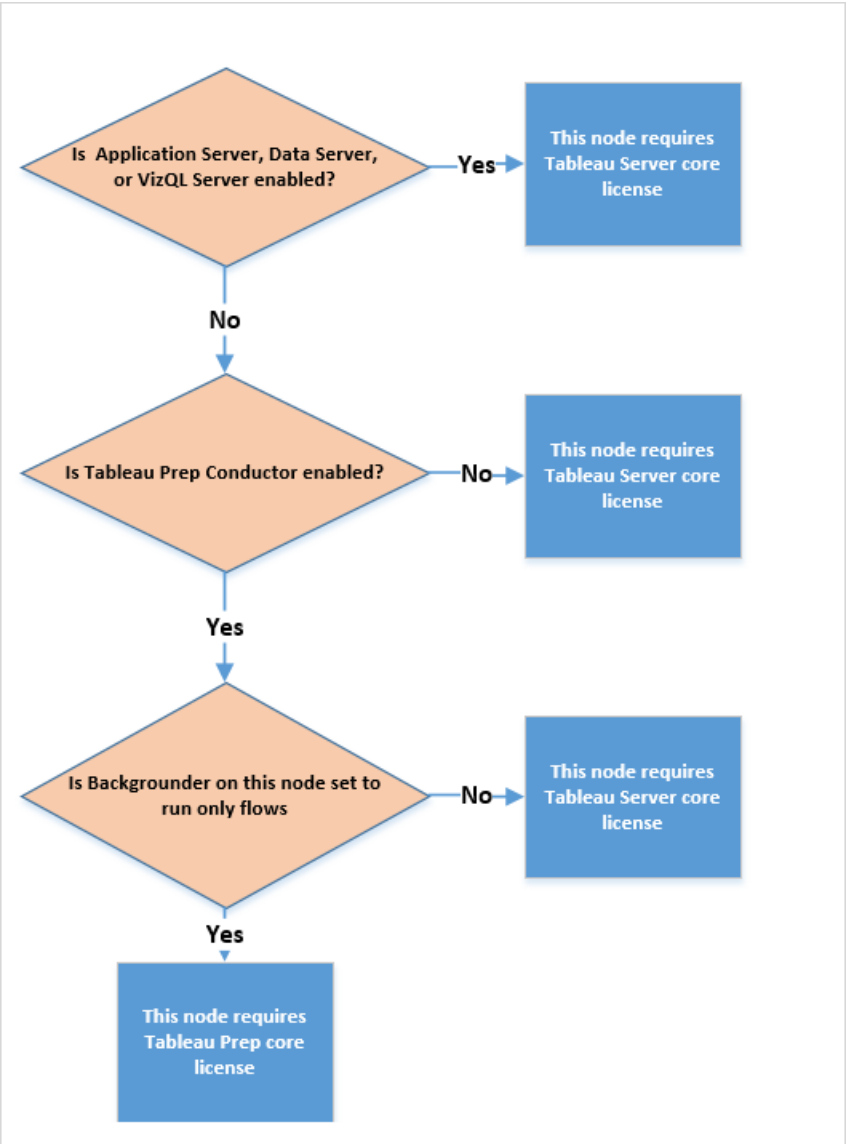 Is  Application Server, Data Server,
or VizQL Server enabled?
Yes
This node requires
Tableau Server core
license
No
Is Tableau Prep Conductor enabled?
No
This node requires
Tableau Server core
license
Yes
Is Backgrounder on this node set to
run only flows
No
This node requires
Tableau Server core
license
Yes
This node requires
Tableau Prep core
license